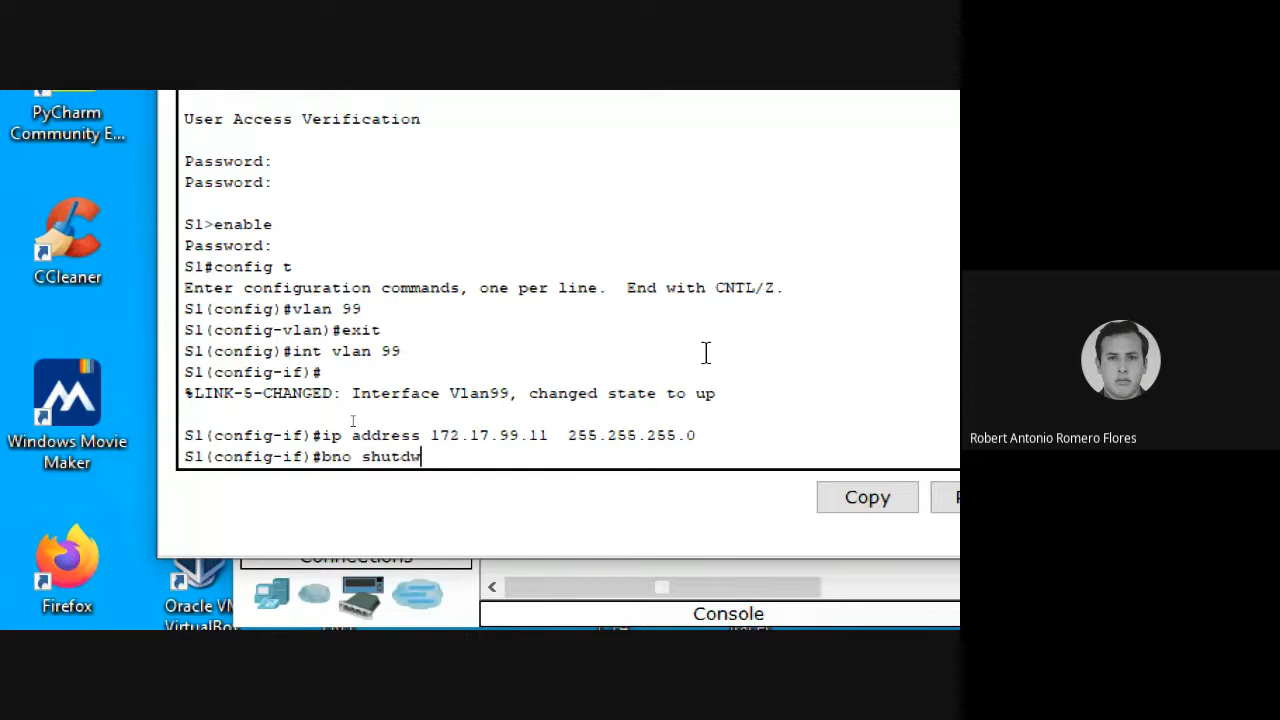 PyCharm
Community E...
CCleaner
Windows Movie
Maker
Firefox
Oracle VM
VirtualBo
User Access Verification
Password:
Password:
S1>enable
Password:
S1#config t
Enter configuration commands, one per line.  End with CNTL/Z.
S1(config)#vlan 99
S1(config-vlan)#exit
S1(config)#int vlan 99
S1(config-if)#
%LINK-5-CHANGED: Interface Vlan99, changed state to up
S1(config-if)#ip address 172.17.99.11  255.255.255.0
S1(config-if)#bno shutdw
Copy
Connections
Console
Robert Antonio Romero Flores